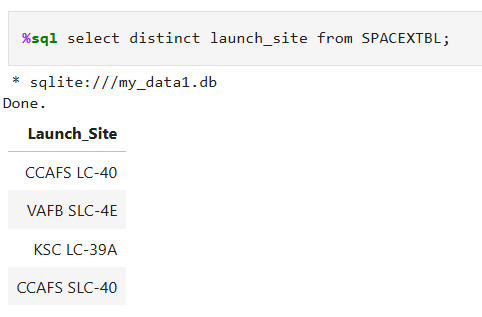 %sql select distinct launch_site from SPACEXTBL;
* sqlite:///my_data1.db
Done.
Launch_Site
CCAFS LC-40
VAFB SLC-4E
KSC LC-39A
CCAFS SLC-40